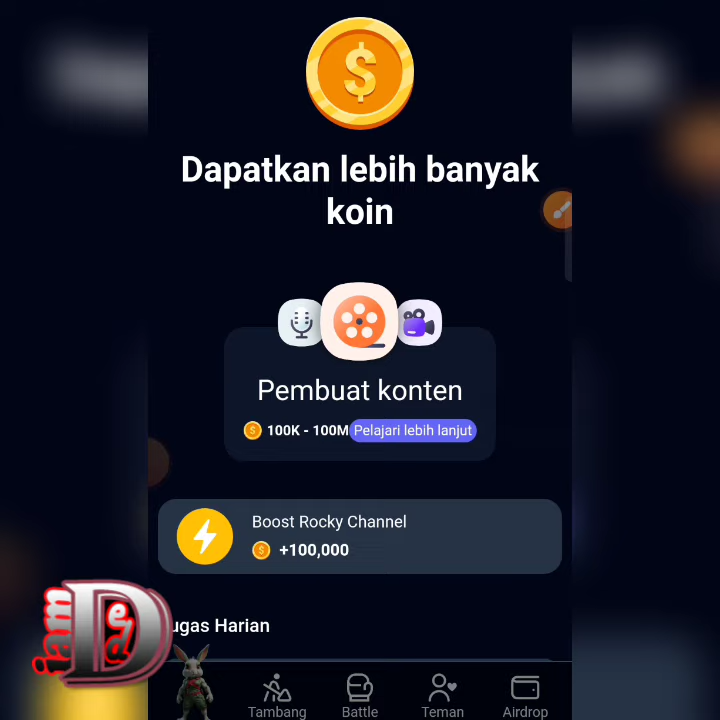 Dapatkan lebih banyak
koin
Pembuat konten
100K - 100M Pelajari lebih lanjut
Boost Rocky Channel
+100,000
ugas Harian
Tambang
Battle
Teman
Airdrop